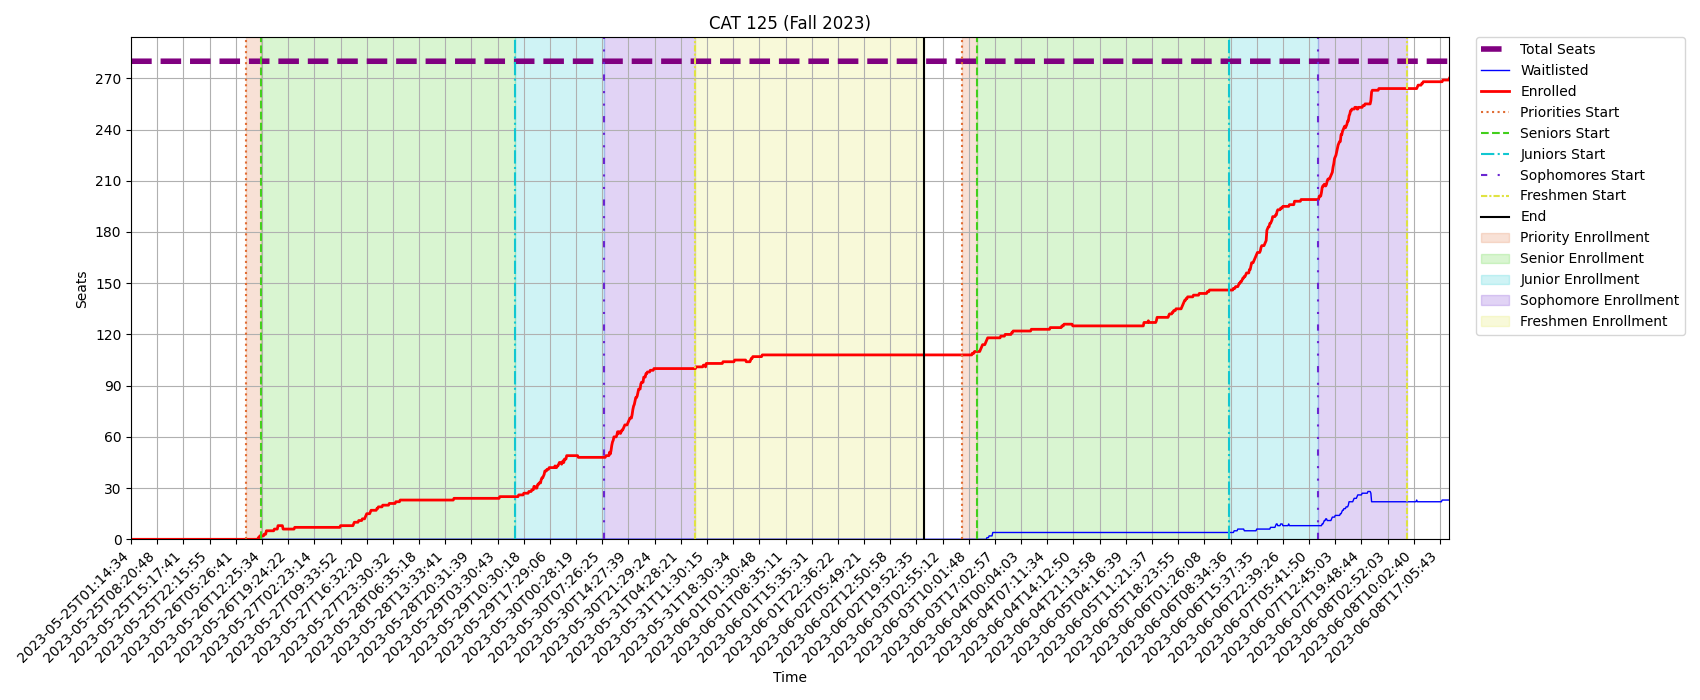 CAT 125 (Fall 2023)
Seats
270
240
210
180
150
120
90
60
30
0
2023-05-25T01:14:34
2023-05-25T08:20:48
2023-05-25T15:17:41
2023-05-25T22:15:55
2023-05-26T05:26:41
2023-05-26T12:25:34
2023-05-26T19:24:22
2023-05-27T02:23:14
2023-05-27T09:33:52
2023-05-27T16:32:20
2023-05-27T23:30:32
2023-05-28T06:35:18
2023-05-28T13:33:41
2023-05-28T20:31:39
2023-05-29T03:30:43
2023-05-29T10:30:18
2023-05-29T17:29:06
2023-05-30T00:28:19
2023-05-30T07:26:25
2023-05-30T14:27:39
2023-05-30T21:29:24
2023-05-31T04:28:21
2023-05-31T11:30:15
2023-05-31T18:30:34
2023-06-01T01:30:48
2023-06-01T08:35:11
2023-06-01T15:35:31
2023-06-01T22:36:22
2023-06-02T05:49:21
2023-06-02T12:50:58
2023-06-02T19:52:35
2023-06-03T02:55:12
2023-06-03T10:01:48
2023-06-03T17:02:57
2023-06-04T00:04:03
2023-06-04T07:11:34
2023-06-04T14:12:50
2023-06-04T21:13:58
2023-06-05T04:16:39
2023-06-05T11:21:37
2023-06-05T18:23:55
2023-06-06T01:26:08
2023-06-06T08:34:36
2023-06-06T15:37:35
2023-06-06T22:39:26
2023-06-07T05:41:50
2023-06-07T12:45:03
2023-06-07T19:48:44
2023-06-08T02:52:03
2023-06-08T10:02:40
2023-06-08T17:05:43
Time
Total Seats
Waitlisted
Enrolled
Priorities Start
Seniors Start
Juniors Start
Sophomores Start
Freshmen Start
End
Priority Enrollment
Senior Enrollment
Junior Enrollment
Sophomore Enrollment
Freshmen Enrollment